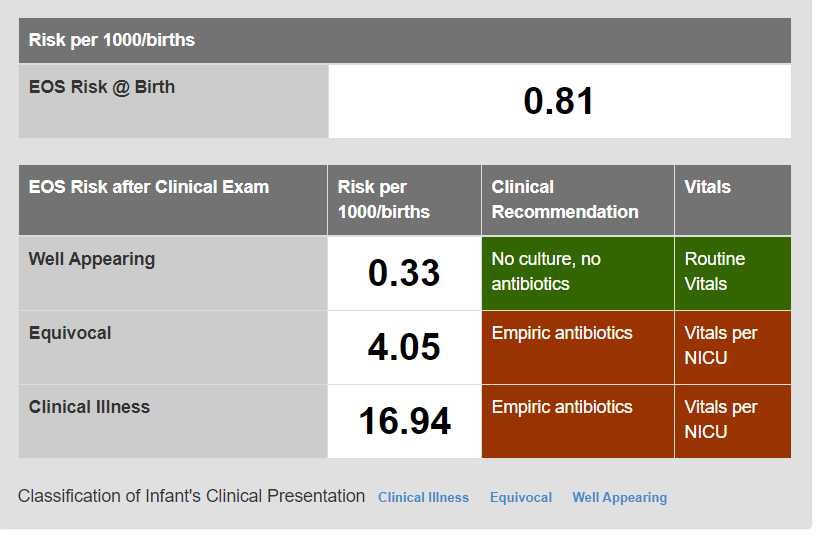 Risk per 1000/births
EOS Risk @ Birth
0.81
EOS Risk after Clinical Exam
Risk per
1000/births
Clinical
Recommendation
Vitals
Well Appearing
0.33
No culture, no
antibiotics
Routine
Vitals
Equivocal
4.05
Empiric antibiotics
Vitals per
NICU
Clinical Illness
16.94
Empiric antibiotics
Vitals per
NICU
Classification of Infant's Clinical Presentation Clinical Illness Equivocal Well Appearing